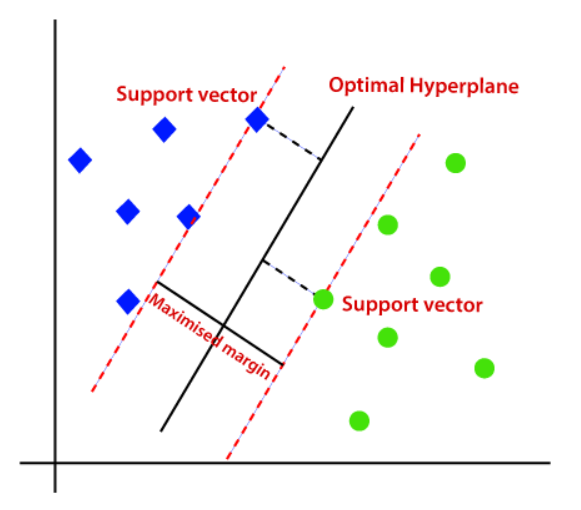 Optimal Hyperplane
Support vector
Support vector
Maximised margin